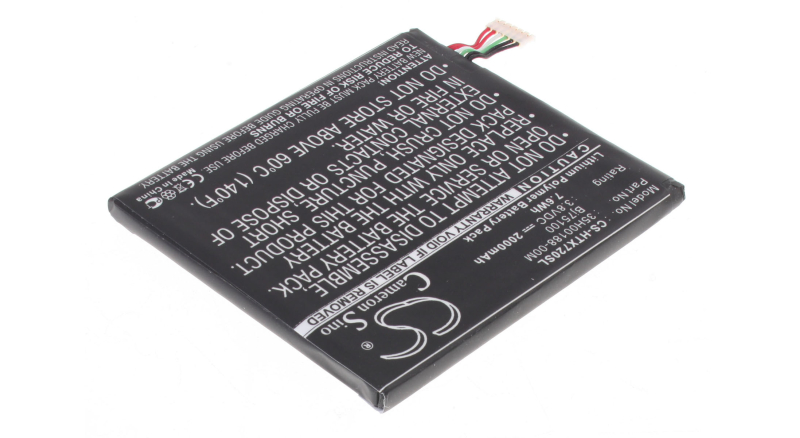 CS-HTX720SL
Model No.:
Part No.: 35H00188-00M
BJ75100
Rating : 3.8VDC ⎓ 2000mAh
7.6Wh
Lithium Polymer Battery Pack
CAUTION WARNING
DO NOT ATTEMPT TO DISASSEMBLE
OPEN OR SERVICE BATTERY PACK.
REPLACE ONLY WITH THE BATTERY
PACK DESIGNATED FOR THIS PRODUCT.
DO NOT CRUSH, PUNCTURE, SHORT
EXTERNAL CONTACTS OR DISPOSE OF
IN FIRE OR WATER.
DO NOT STORE ABOVE 60°C (140°F).
TO REDUCE RISK OF FIRE OR BURNS
ATTENTION:
NEW BATTERY PACK MUST BE FULLY CHARGED BEFORE USE.
READ INSTRUCTIONS IN OPERATING GUIDE BEFORE USING
VOID IF LABEL IS REMOVED
CE
Made in China
CS
®
Cameron Sino